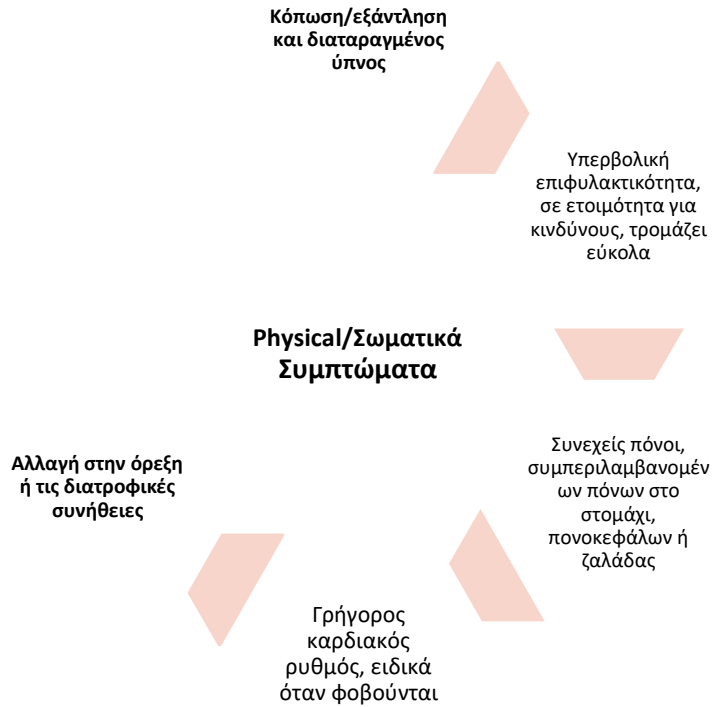 Κόπωση/εξάντληση
και διαταραγμένος
ύπνος
Υπερβολική
επιφυλακτικότητα,
σε ετοιμότητα για
κινδύνους, τρομάζει
εύκολα
Physical/Σωματικά
Συμπτώματα
Συνεχείς πόνοι,
συμπεριλαμβανομέν
ων πόνων στο
στομάχι,
πονοκεφάλων ή
ζαλάδας
Γρήγορος
καρδιακός
ρυθμός, ειδικά
όταν φοβούνται
Αλλαγή στην όρεξη
ή τις διατροφικές
συνήθειες